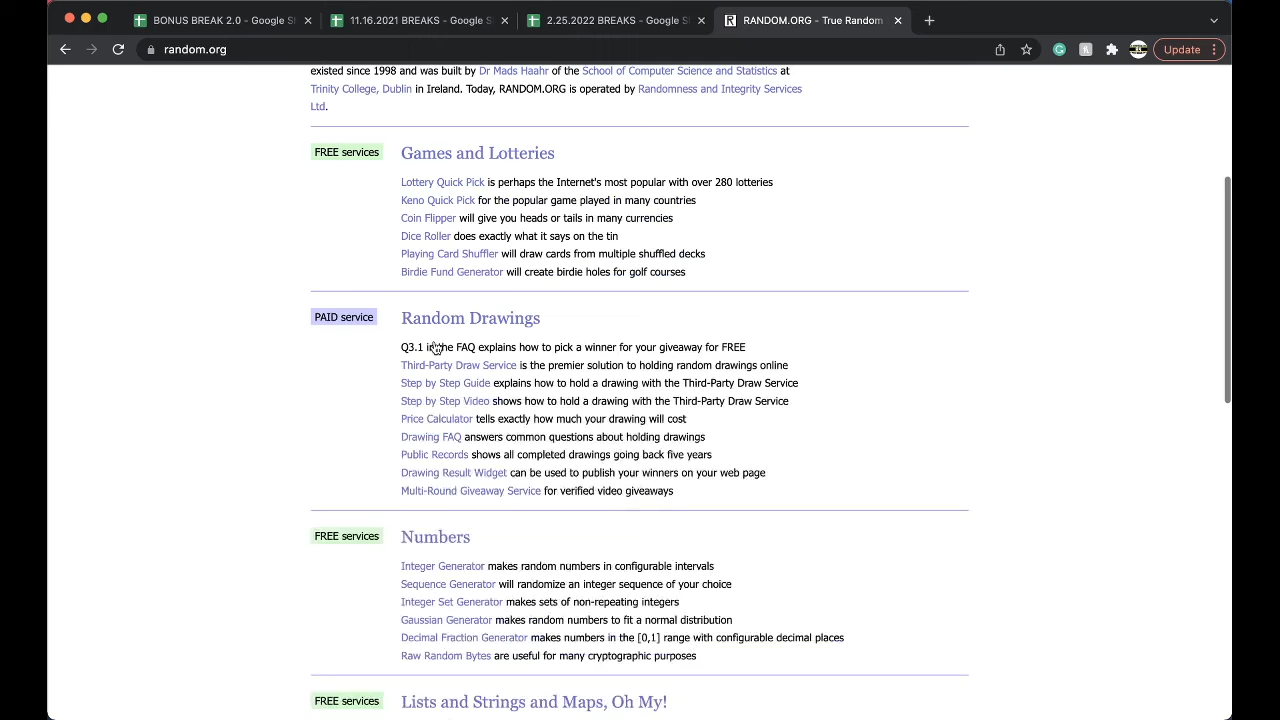 BONUS BREAK 2.0 - Google S
11.16.2021 BREAKS - Google S
2.25.2022 BREAKS - Google S
RANDOM.ORG - True Random
random.org
Update
existed since 1998 and was built by Dr Mads Haahr of the School of Computer Science and Statistics at
Trinity College, Dublin in Ireland. Today, RANDOM.ORG is operated by Randomness and Integrity Services
Ltd.
FREE services
Games and Lotteries
Lottery Quick Pick is perhaps the Internet's most popular with over 280 lotteries
Keno Quick Pick for the popular game played in many countries
Coin Flipper will give you heads or tails in many currencies
Dice Roller does exactly what it says on the tin
Playing Card Shuffler will draw cards from multiple shuffled decks
Birdie Fund Generator will create birdie holes for golf courses
PAID service
Random Drawings
Q3.1 in the FAQ explains how to pick a winner for your giveaway for FREE
Third-Party Draw Service is the premier solution to holding random drawings online
Step by Step Guide explains how to hold a drawing with the Third-Party Draw Service
Step by Step Video shows how to hold a drawing with the Third-Party Draw Service
Price Calculator tells exactly how much your drawing will cost
Drawing FAQ answers common questions about holding drawings
Public Records shows all completed drawings going back five years
Drawing Result Widget can be used to publish your winners on your web page
Multi-Round Giveaway Service for verified video giveaways
FREE services
Numbers
Integer Generator makes random numbers in configurable intervals
Sequence Generator will randomize an integer sequence of your choice
Integer Set Generator makes sets of non-repeating integers
Gaussian Generator makes random numbers to fit a normal distribution
Decimal Fraction Generator makes numbers in the [0,1] range with configurable decimal places
Raw Random Bytes are useful for many cryptographic purposes
FREE services
Lists and Strings and Maps, Oh My!